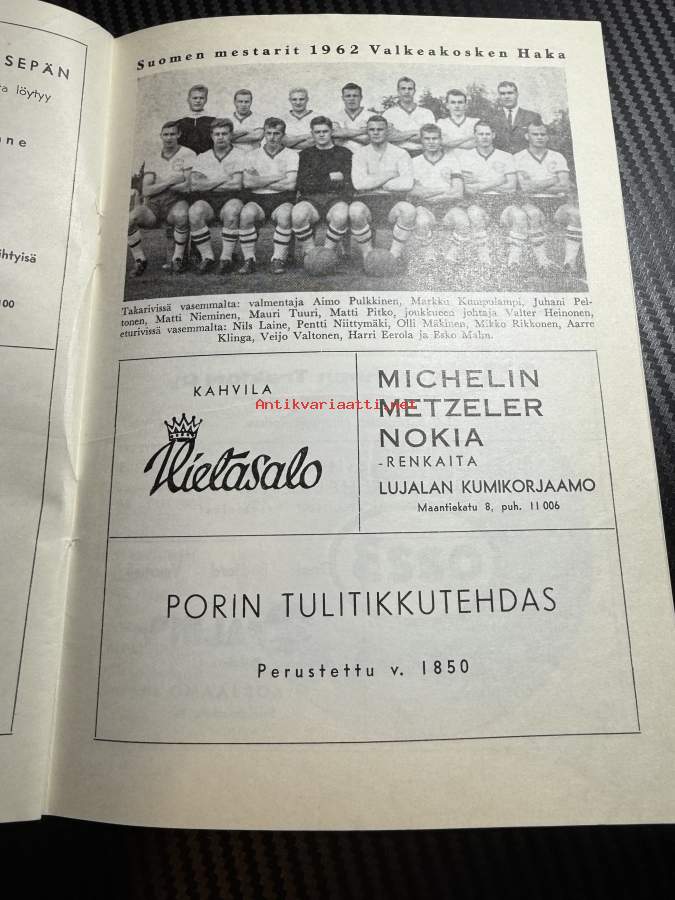 SEPÄN
löytyy
100
Suomen mestarit 1962 Valkeakosken Haka
Takarivissä vasemmalta: valmentaja Aimo Pulkkinen, Markku Kumpulampi, Juhani Pel-
tonen, Matti Nieminen, Mauri Tuuri, Matti Pitko, joukkueen johtaja Valter Heinonen,
eturivissä vasemmalta: Nils Laine, Pentti Niittymäki, Olli Mäkinen, Mikko Rikkonen, Aarre
Klinga, Veijo Valtonen, Harri Eerola ja Esko Malm.
KAHVILA
Hietasalo
MICHELIN
METZELER
NOKIA
-RENKAITA
LUJALAN KUMIKORJAAMO
Maantiekatu 8, puh. 11 006
Antikvariaatti.net
PORIN TULITIKKUTEHDAS
Perustettu v. 1850